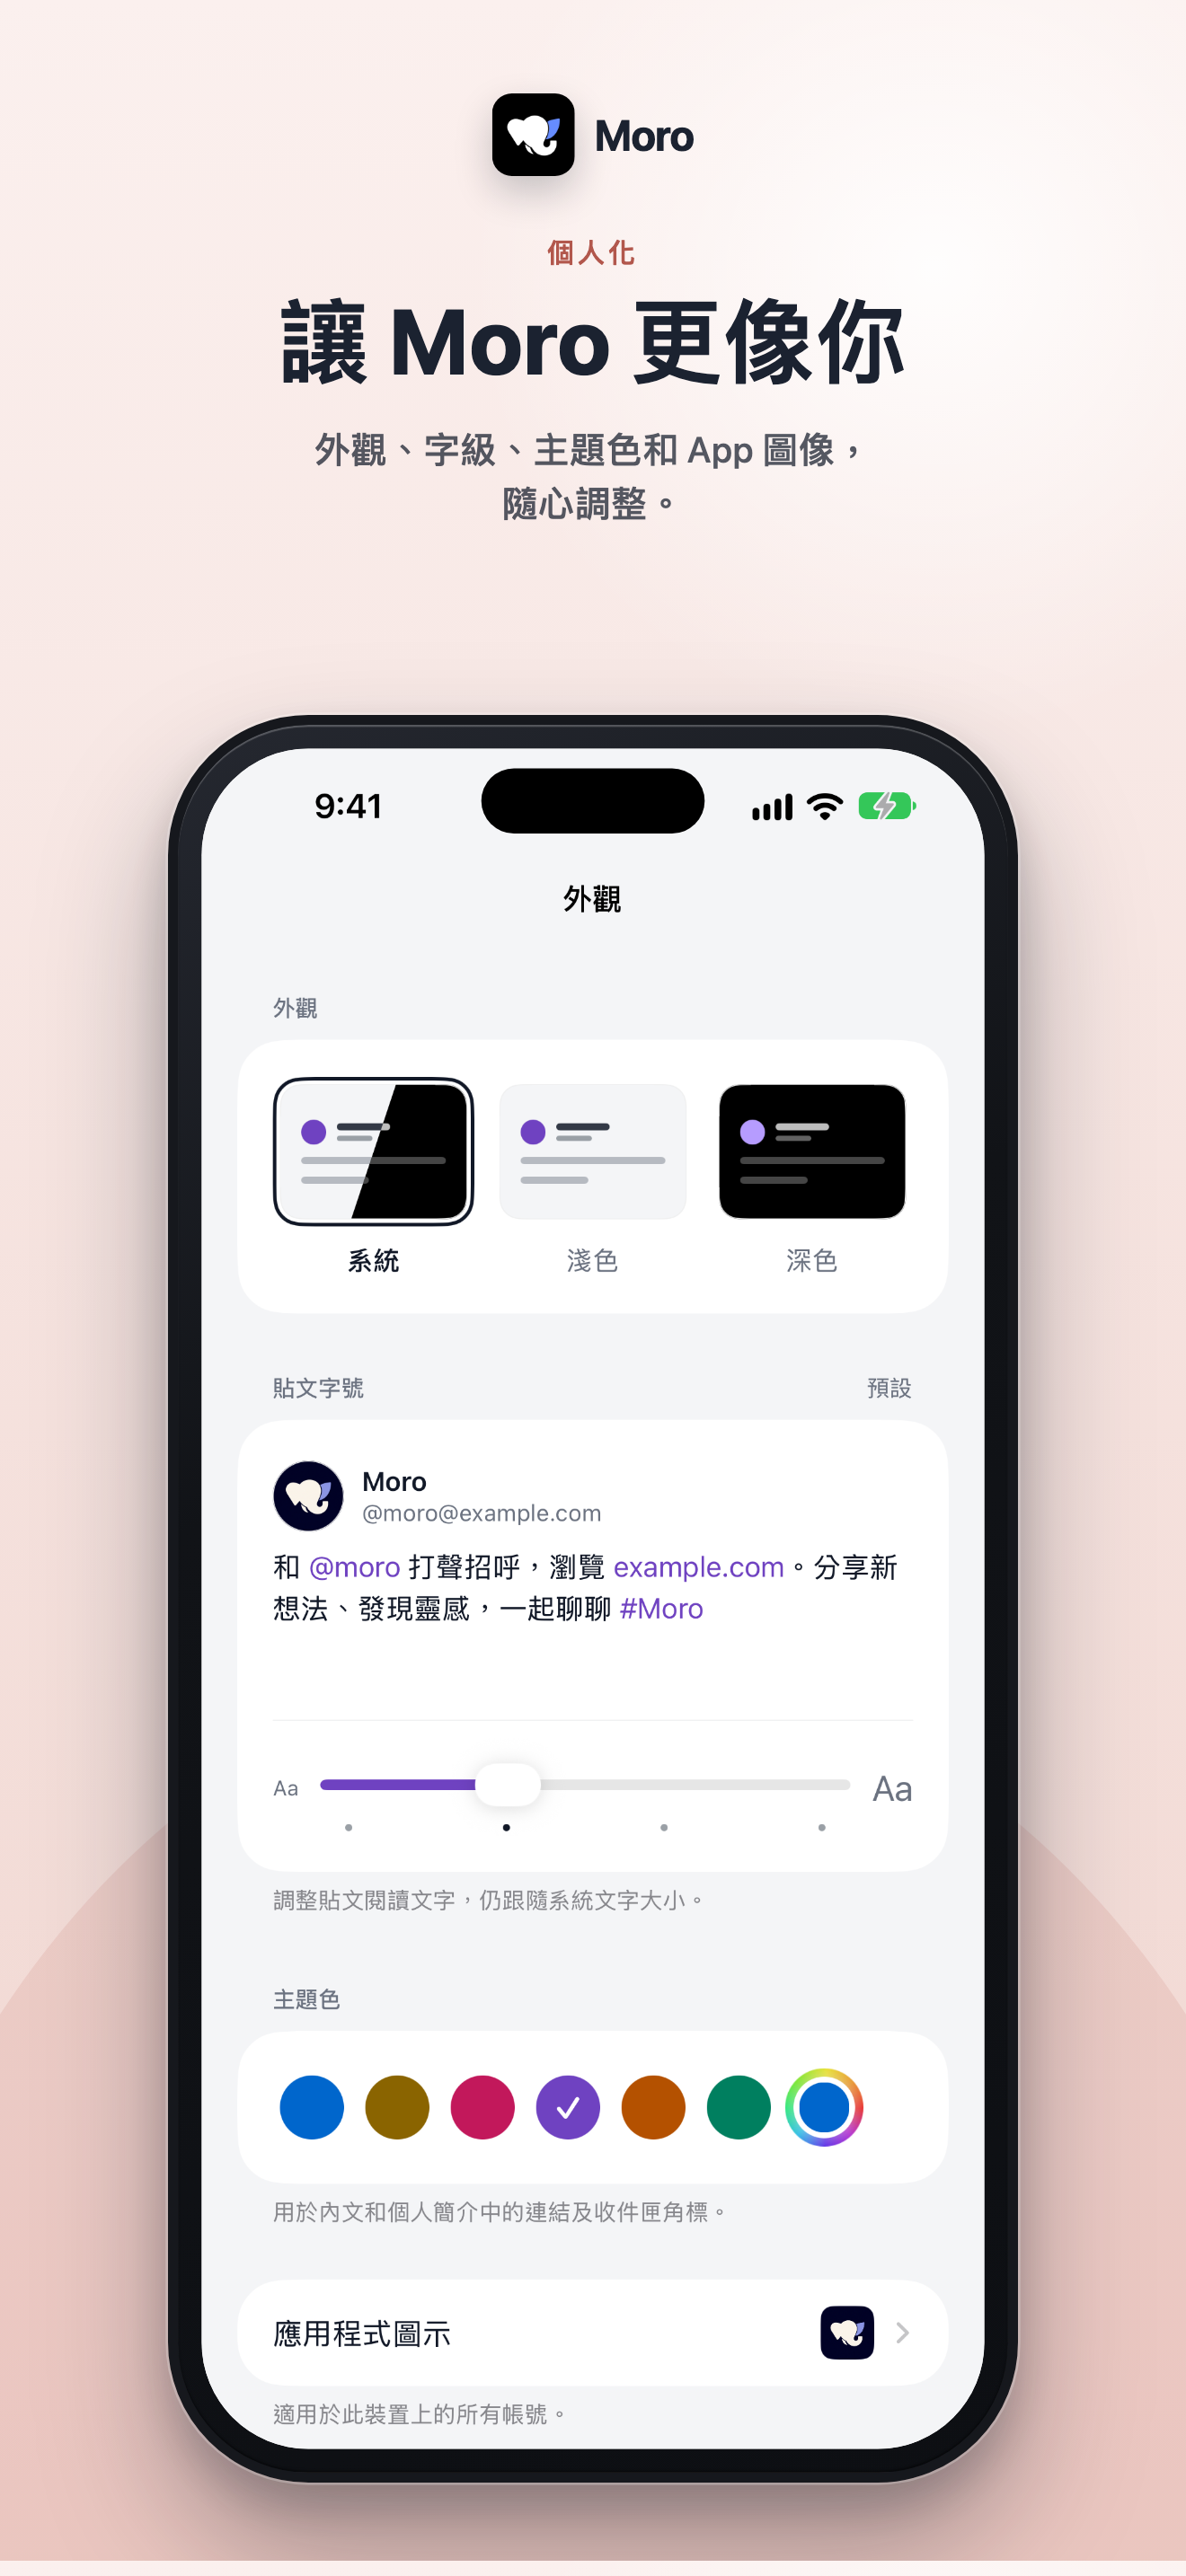 Moro
個人化
讓 Moro 更像你
外觀、字級、主題色和 App 圖像，
隨心調整。
9:41
外觀
外觀
系統
淺色
深色
貼文字號
預設
Moro
@moro@example.com
和 @moro 打聲招呼，瀏覽 example.com。分享新
想法、發現靈感，一起聊聊 #Moro
Aa
Aa
調整貼文閱讀文字，仍跟隨系統文字大小。
主題色
用於內文和個人簡介中的連結及收件匣角標。
應用程式圖示
適用於此裝置上的所有帳號。